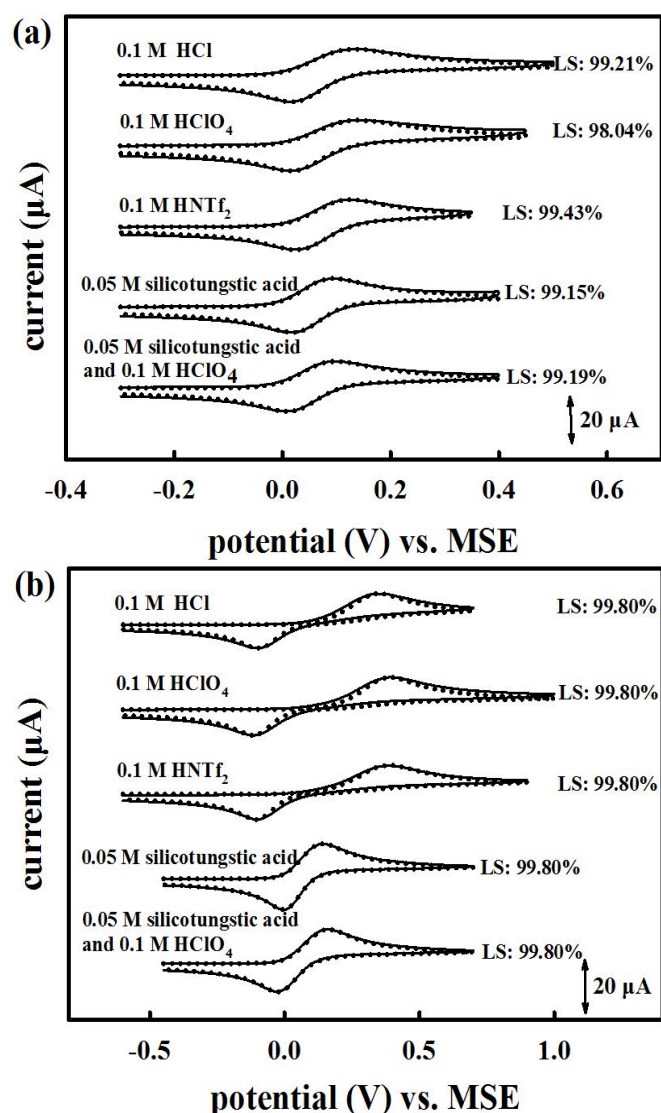 (a)
0.1 M HCl
LS: 99.21%
0.1 M HClO4
LS: 98.04%
0.1 M HNTf2
LS: 99.43%
0.05 M silicotungstic acid
LS: 99.15%
0.05 M silicotungstic acid
and 0.1 M HClO4
LS: 99.19%
20 μA
current (μA)
-0.4 -0.2 0.0 0.2 0.4 0.6
potential (V) vs. MSE
(b)
0.1 M HCl
LS: 99.80%
0.1 M HClO4
LS: 99.80%
0.1 M HNTf2
LS: 99.80%
0.05 M silicotungstic acid
LS: 99.80%
0.05 M silicotungstic acid
and 0.1 M HClO4
LS: 99.80%
20 μA
current (μA)
-0.5 0.0 0.5 1.0
potential (V) vs. MSE